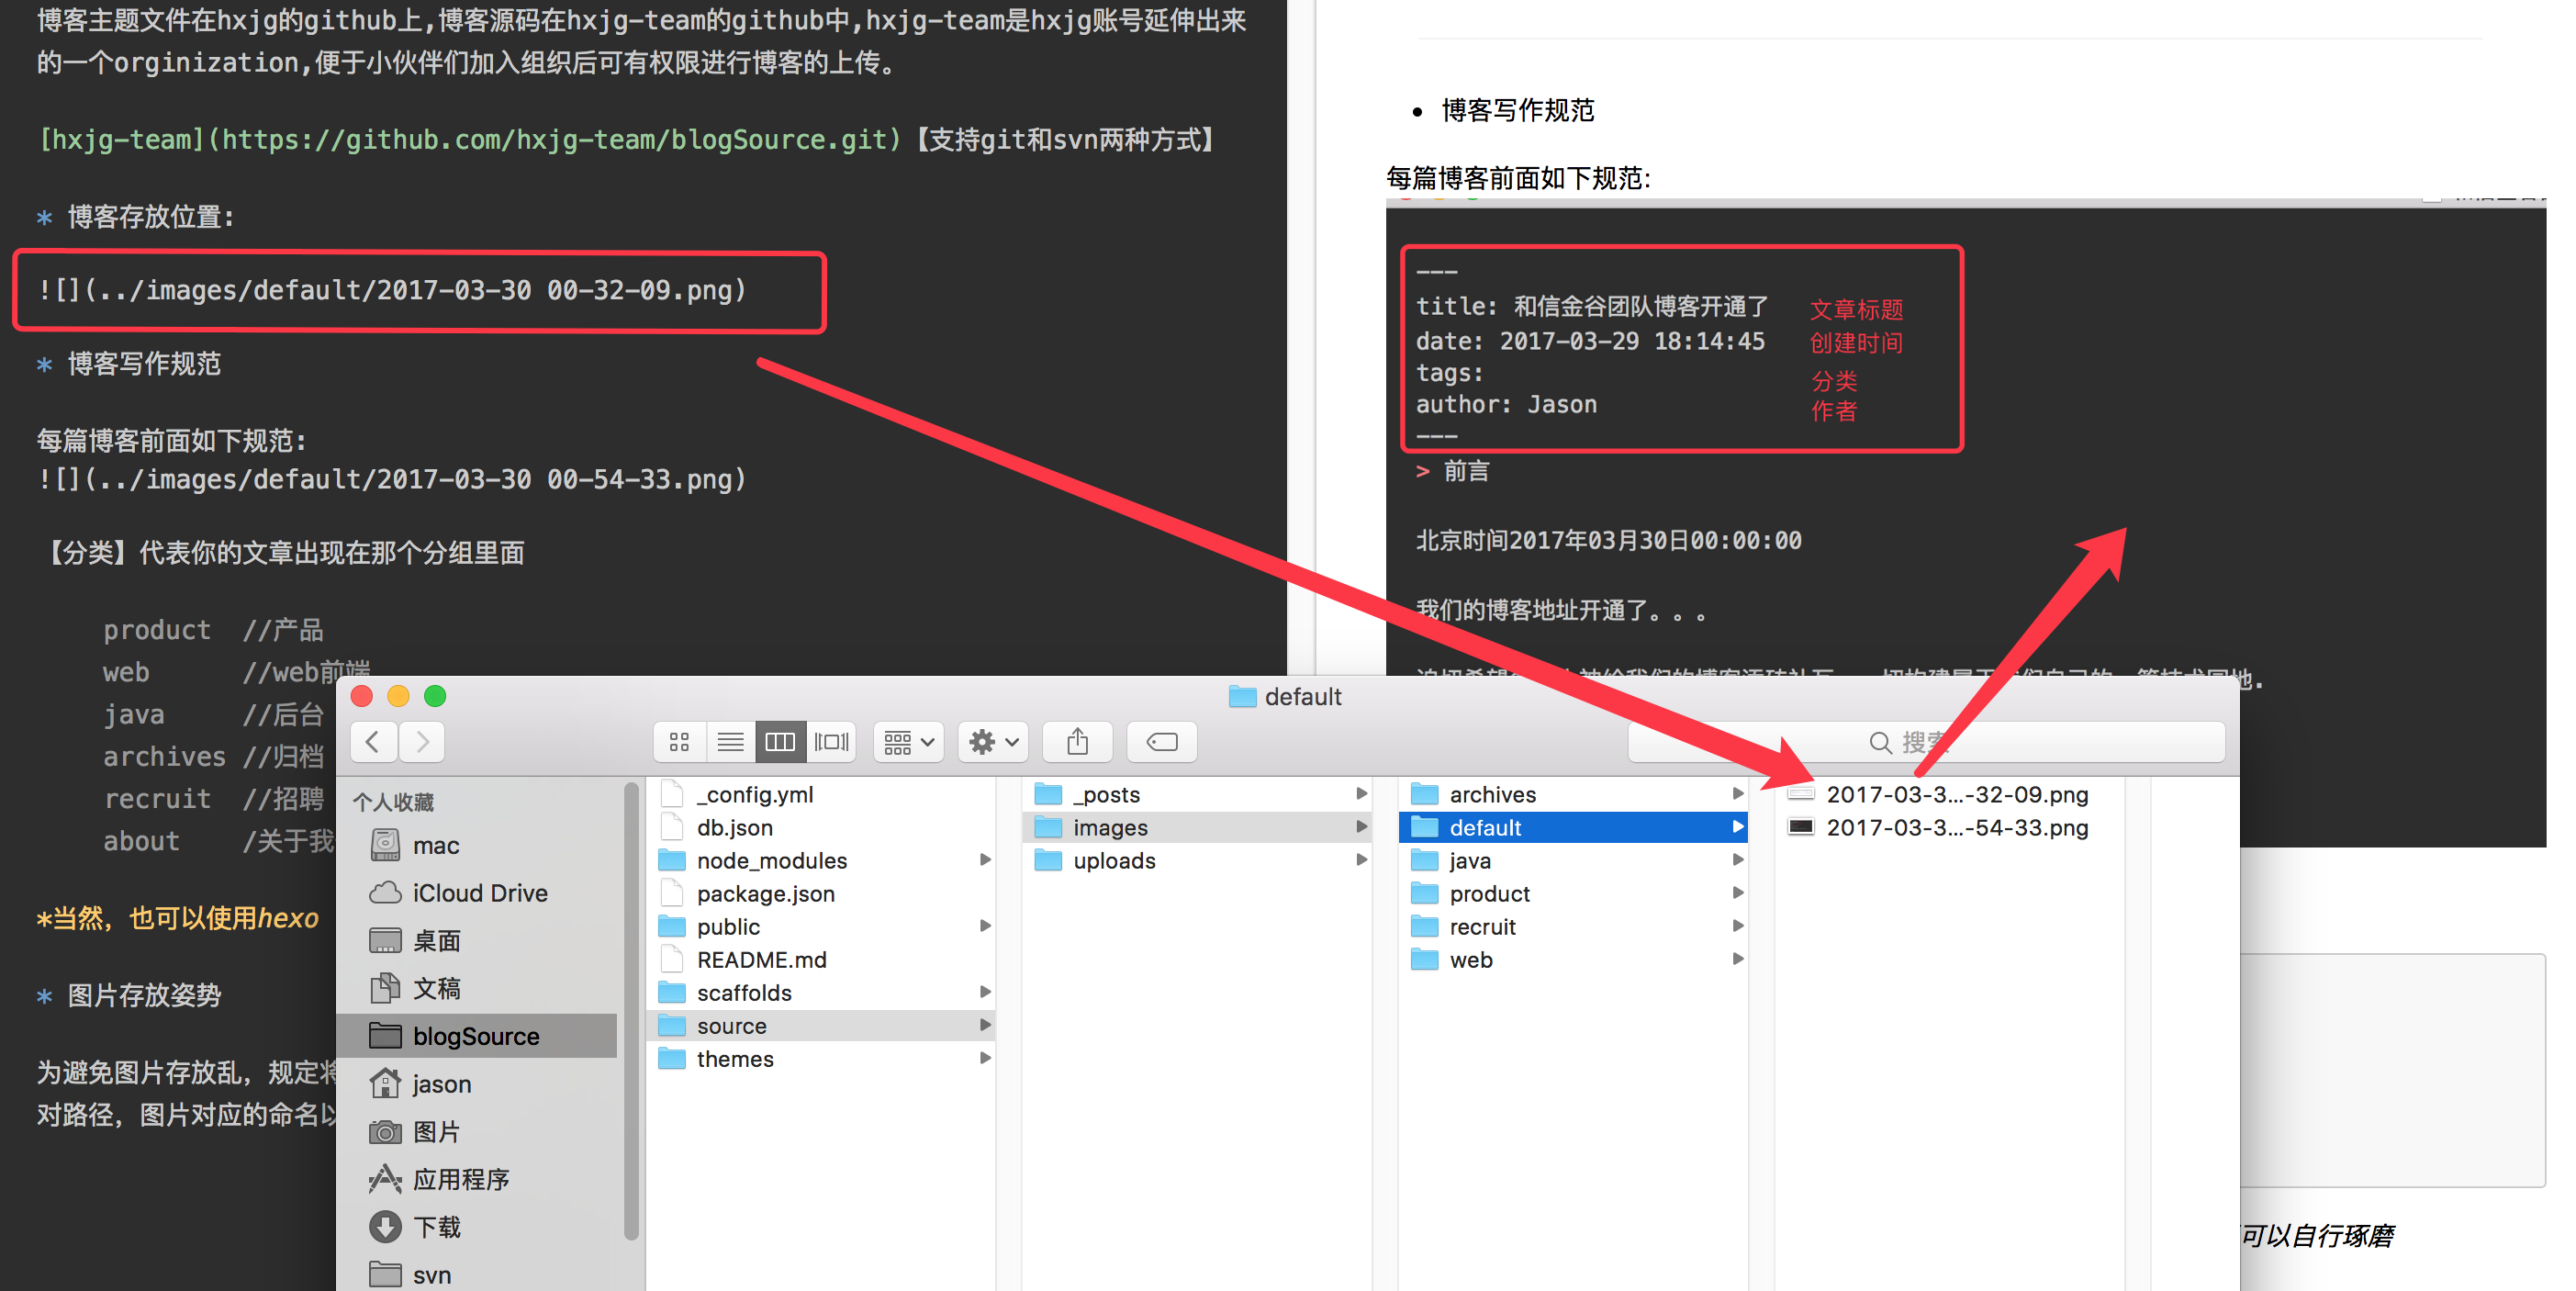 博客主题文件在hxjg的github上,博客源码在hxjg-team的github中,hxjg-team是hxjg账号延伸出来
的一个orginization,便于小伙伴们加入组织后可有权限进行博客的上传。
[hxjg-team](https://github.com/hxjg-team/blogSource.git)【支持git和svn两种方式】
* 博客存放位置:
![](../images/default/2017-03-30 00-32-09.png)
* 博客写作规范
每篇博客前面如下规范:
![](../images/default/2017-03-30 00-54-33.png)
【分类】代表你的文章出现在那个分组里面
product //产品
web //web前端
java //后台
archives //归档
recruit //招聘
about /关于我
*当然，也可以使用hexo
* 图片存放姿势
为避免图片存放乱，规定将
对路径，图片对应的命名以
• 博客写作规范
每篇博客前面如下规范:
---
title: 和信金谷团队博客开通了 文章标题
date: 2017-03-29 18:14:45 创建时间
tags: 分类
author: Jason 作者
---
> 前言
北京时间2017年03月30日00:00:00
我们的博客地址开通了。。。
default
搜索
个人收藏
mac
iCloud Drive
桌面
文稿
blogSource
jason
图片
应用程序
下载
svn
_config.yml
db.json
node_modules
package.json
public
README.md
scaffolds
source
themes
_posts
images
uploads
archives
default
java
product
recruit
web
2017-03-3...-32-09.png
2017-03-3...-54-33.png
可以自行琢磨